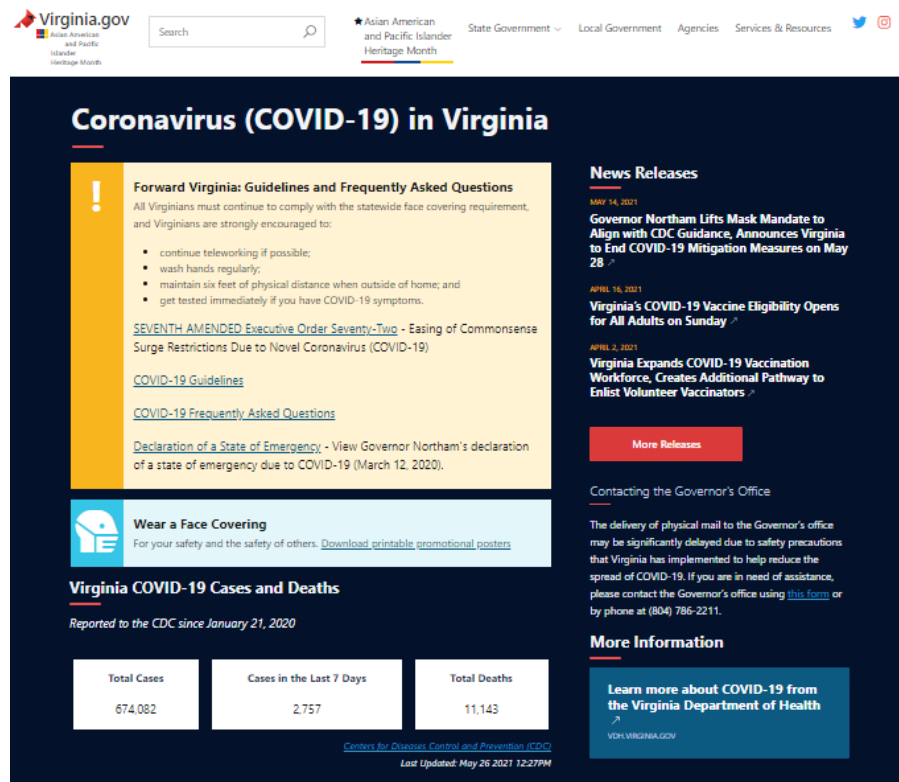 Virginia.gov
Asian American
and Pacific
Islander
Heritage Month
Search
Asian American
and Pacific Islander
Heritage Month
State Government
Local Government
Agencies
Services & Resources
Coronavirus (COVID-19) in Virginia
!
Forward Virginia: Guidelines and Frequently Asked Questions
All Virginians must continue to comply with the statewide face covering requirement,
and Virginians are strongly encouraged to:
• continue teleworking if possible;
• wash hands regularly;
• maintain six feet of physical distance when outside of home; and
• get tested immediately if you have COVID-19 symptoms.
SEVENTH AMENDED Executive Order Seventy-Two - Easing of Commonsense
Surge Restrictions Due to Novel Coronavirus (COVID-19)
COVID-19 Guidelines
COVID-19 Frequently Asked Questions
Declaration of a State of Emergency - View Governor Northam's declaration
of a state of emergency due to COVID-19 (March 12, 2020).
Wear a Face Covering
For your safety and the safety of others. Download printable promotional posters
Virginia COVID-19 Cases and Deaths
Reported to the CDC since January 21, 2020
Total Cases
674,082
Cases in the Last 7 Days
2,757
Total Deaths
11,143
Centers for Diseases Control and Prevention (CDC)
Last Updated: May 26 2021 12:27PM
News Releases
MAY 14, 2021
Governor Northam Lifts Mask Mandate to
Align with CDC Guidance, Announces Virginia
to End COVID-19 Mitigation Measures on May
28
APRIL 16, 2021
Virginia's COVID-19 Vaccine Eligibility Opens
for All Adults on Sunday
APRIL 2, 2021
Virginia Expands COVID-19 Vaccination
Workforce, Creates Additional Pathway to
Enlist Volunteer Vaccinators
More Releases
Contacting the Governor's Office
The delivery of physical mail to the Governor's office
may be significantly delayed due to safety precautions
that Virginia has implemented to help reduce the
spread of COVID-19. If you are in need of assistance,
please contact the Governor's office using this form or
by phone at (804) 786-2211.
More Information
Learn more about COVID-19 from
the Virginia Department of Health
VDH.VIRGINIA.GOV